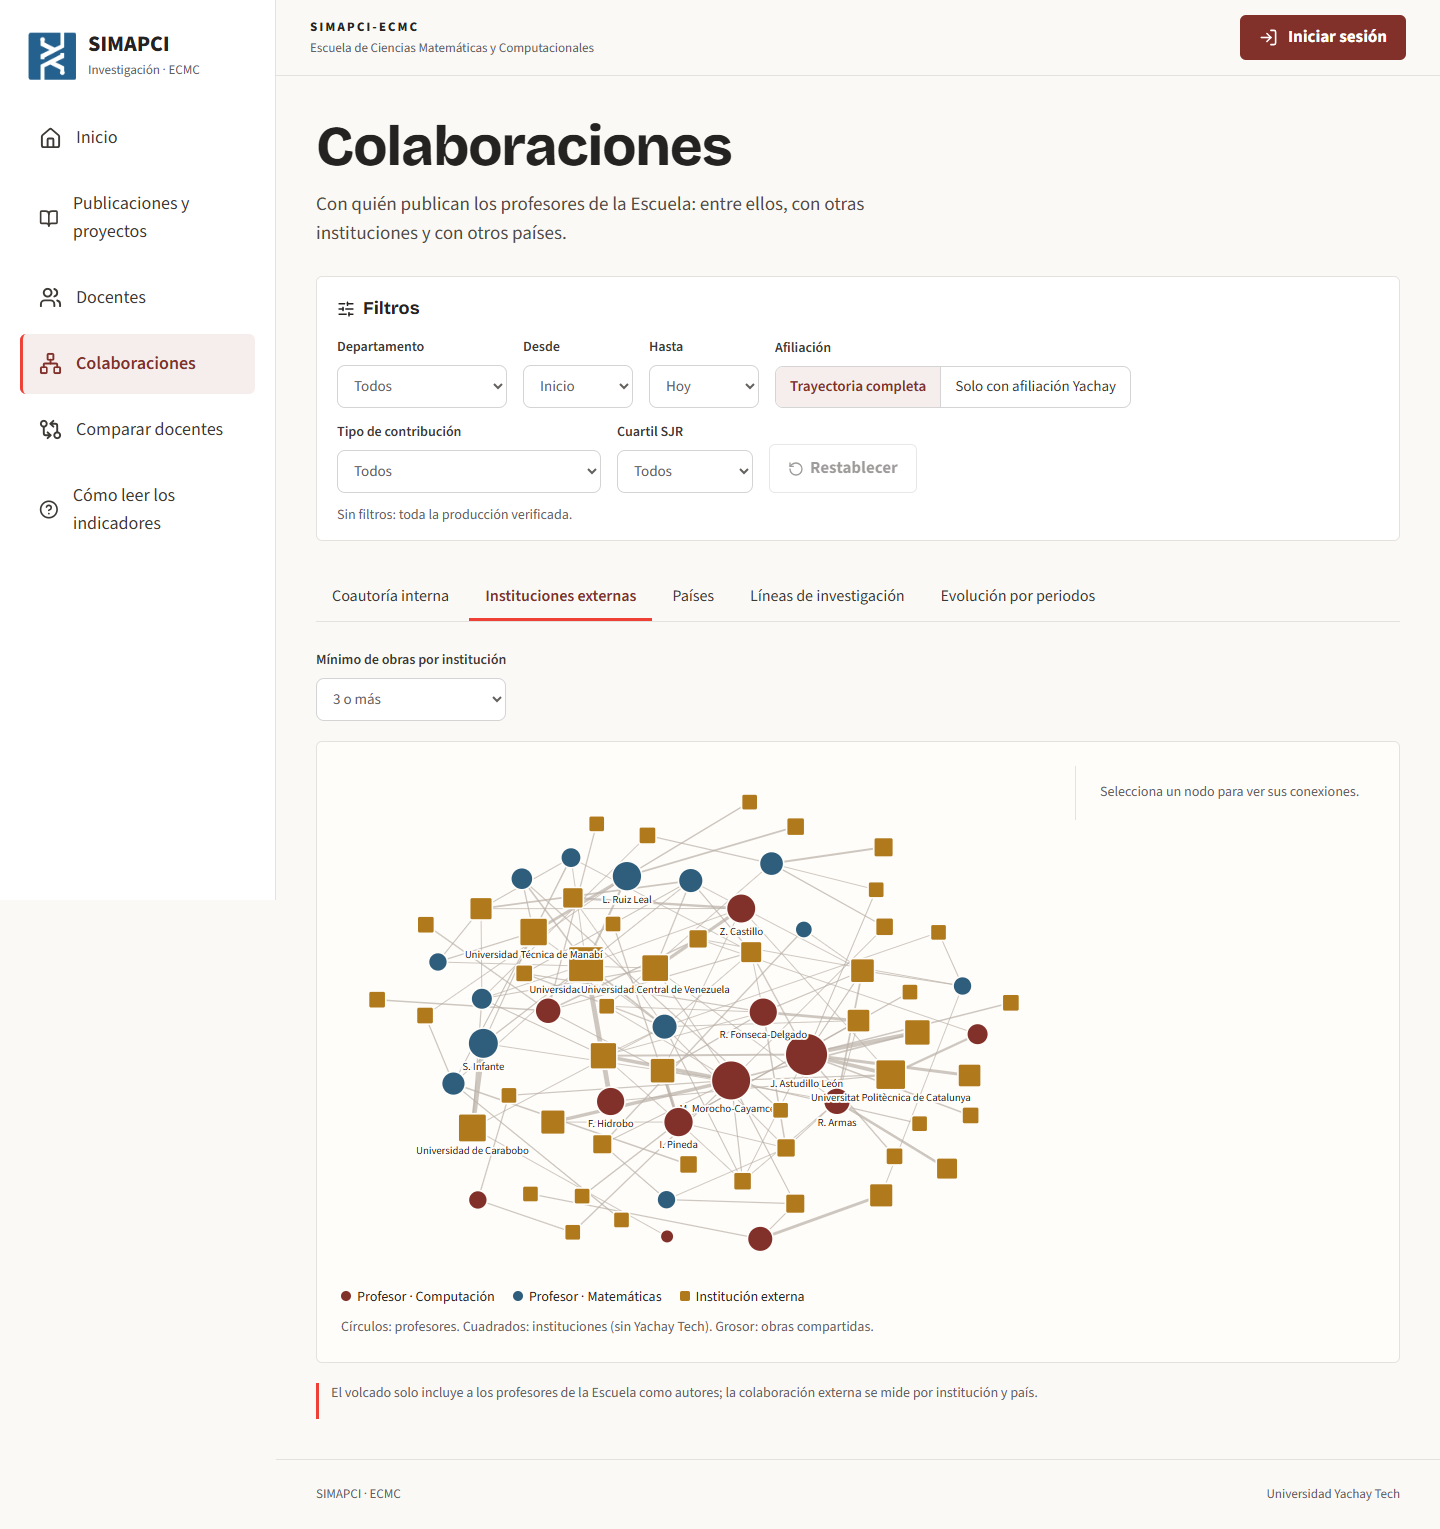 SIMAPCI
Investigación · ECMC
Inicio
Publicaciones y
proyectos
Docentes
Colaboraciones
Comparar docentes
Cómo leer los
indicadores
SIMAPCI-ECMC
Escuela de Ciencias Matemáticas y Computacionales
Iniciar sesión
Colaboraciones
Con quién publican los profesores de la Escuela: entre ellos, con otras
instituciones y con otros países.
Filtros
Departamento
Desde
Hasta
Afiliación
Todos
Inicio
Hoy
Trayectoria completa
Solo con afiliación Yachay
Tipo de contribución
Cuartil SJR
Todos
Todos
Restablecer
Sin filtros: toda la producción verificada.
Coautoría interna
Instituciones externas
Países
Líneas de investigación
Evolución por periodos
Mínimo de obras por institución
3 o más
Selecciona un nodo para ver sus conexiones.
L. Ruiz Leal
Z. Castillo
Universidad Técnica de Manabí
Universidad Central de Venezuela
R. Fonseca-Delgado
S. Infante
J. Astudillo León
Universitat Politècnica de Catalunya
Morocho-Cayamc
F. Hidrobo
R. Armas
I. Pineda
Universidad de Carabobo
Profesor · Computación
Profesor · Matemáticas
Institución externa
Círculos: profesores. Cuadrados: instituciones (sin Yachay Tech). Grosor: obras compartidas.
El volcado solo incluye a los profesores de la Escuela como autores; la colaboración externa se mide por institución y país.
SIMAPCI · ECMC
Universidad Yachay Tech